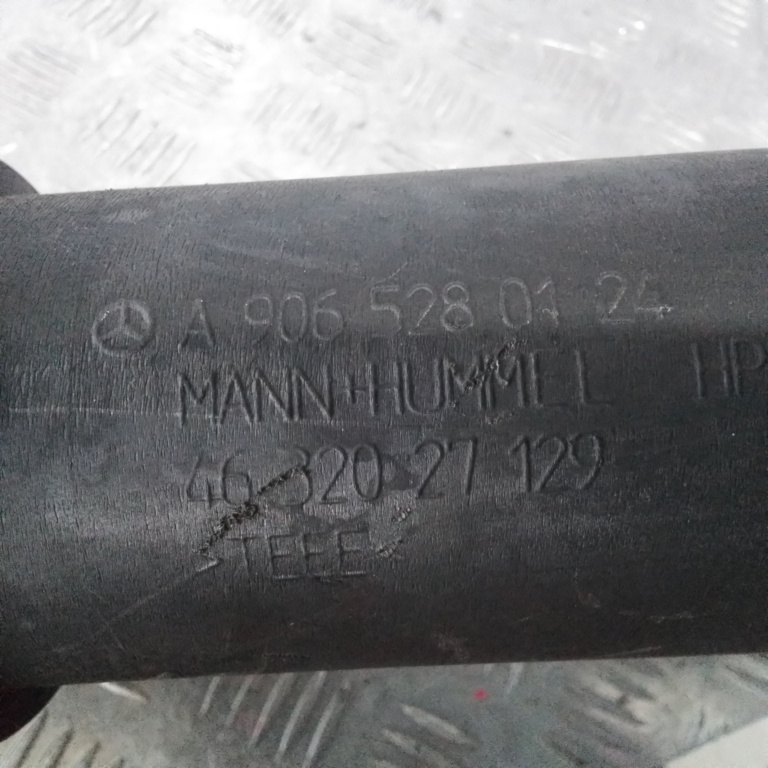 A 906 528 01 24
MANN+HUMMEL HP
46 320 27 129
>TEEE<